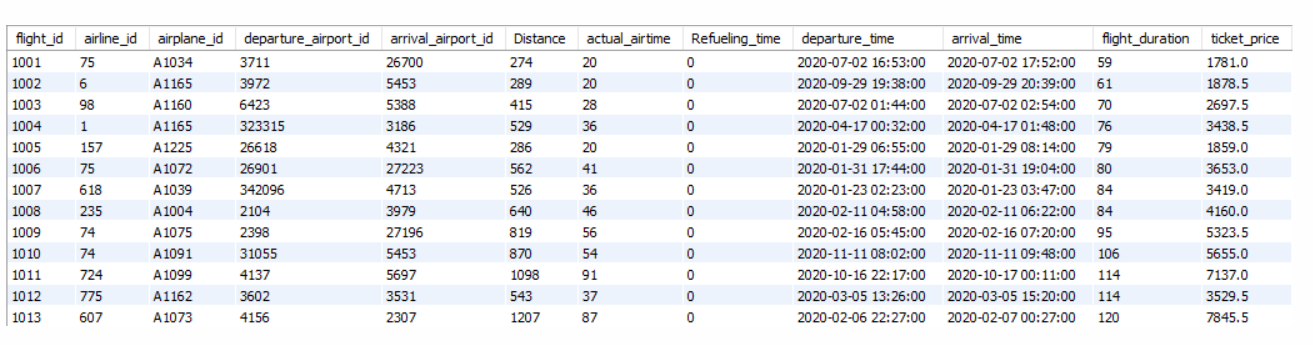 flight_id airline_id airplane_id departure_airport_id arrival_airport_id Distance actual_airtime Refueling_time departure_time arrival_time flight_duration ticket_price
1001 75 A1034 3711 26700 274 20 0 2020-07-02 16:53:00 2020-07-02 17:52:00 59 1781.0
1002 6 A1165 3972 5453 289 20 0 2020-09-29 19:38:00 2020-09-29 20:39:00 61 1878.5
1003 98 A1160 6423 5388 415 28 0 2020-07-02 01:44:00 2020-07-02 02:54:00 70 2697.5
1004 1 A1165 323315 3186 529 36 0 2020-04-17 00:32:00 2020-04-17 01:48:00 76 3438.5
1005 157 A1225 26618 4321 286 20 0 2020-01-29 06:55:00 2020-01-29 08:14:00 79 1859.0
1006 75 A1072 26901 27223 562 41 0 2020-01-31 17:44:00 2020-01-31 19:04:00 80 3653.0
1007 618 A1039 342096 4713 526 36 0 2020-01-23 02:23:00 2020-01-23 03:47:00 84 3419.0
1008 235 A1004 2104 3979 640 46 0 2020-02-11 04:58:00 2020-02-11 06:22:00 84 4160.0
1009 74 A1075 2398 27196 819 56 0 2020-02-16 05:45:00 2020-02-16 07:20:00 95 5323.5
1010 74 A1091 31055 5453 870 54 0 2020-11-11 08:02:00 2020-11-11 09:48:00 106 5655.0
1011 724 A1099 4137 5697 1098 91 0 2020-10-16 22:17:00 2020-10-17 00:11:00 114 7137.0
1012 775 A1162 3602 3531 543 37 0 2020-03-05 13:26:00 2020-03-05 15:20:00 114 3529.5
1013 607 A1073 4156 2307 1207 87 0 2020-02-06 22:27:00 2020-02-07 00:27:00 120 7845.5